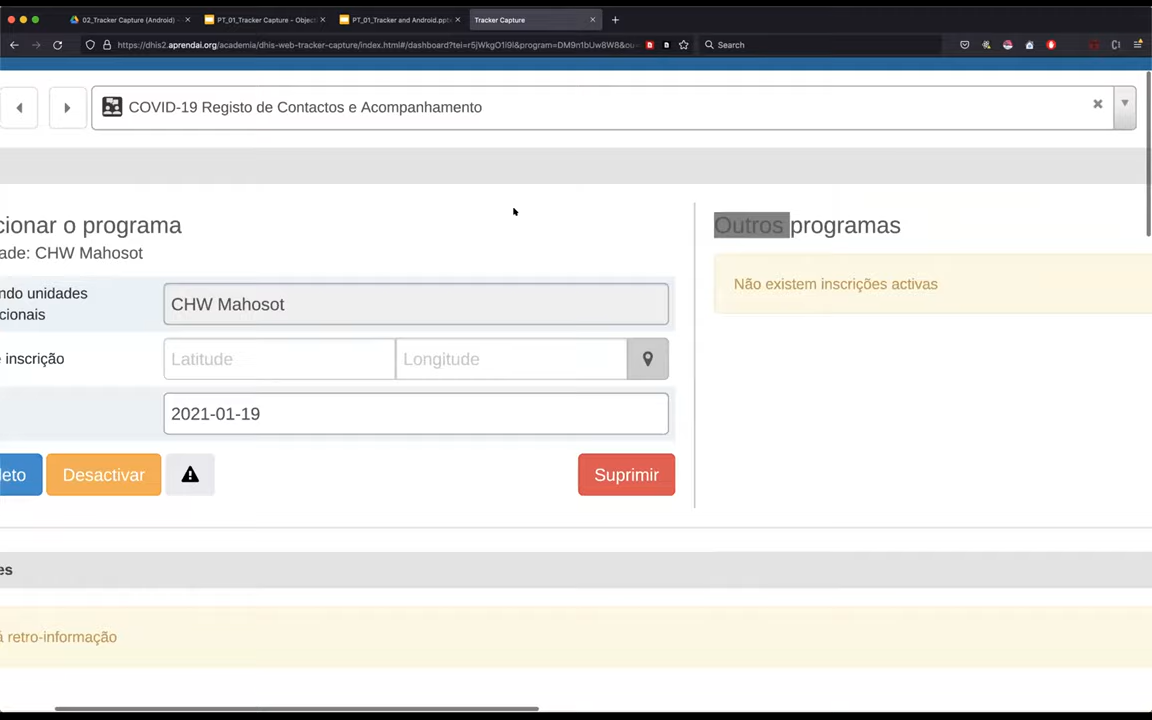 02_Tracker Capture (Android) -
PT_01_Tracker Capture - Object
PT_01_Tracker and Android.ppt
Tracker Capture
https://dhis2.aprendai.org/academia/dhis-web-tracker-capture/index.html#/dashboard?tei=r5jWkgO1i9l&program=DM9n1bUw8W8&ou
Search
COVID-19 Registo de Contactos e Acompanhamento
cionar o programa
ade: CHW Mahosot
ndo unidades
cionais
CHW Mahosot
e inscrição
Latitude
Longitude
2021-01-19
leto
Desactivar
Suprimir
Outros programas
Não existem inscrições activas
es
á retro-informação